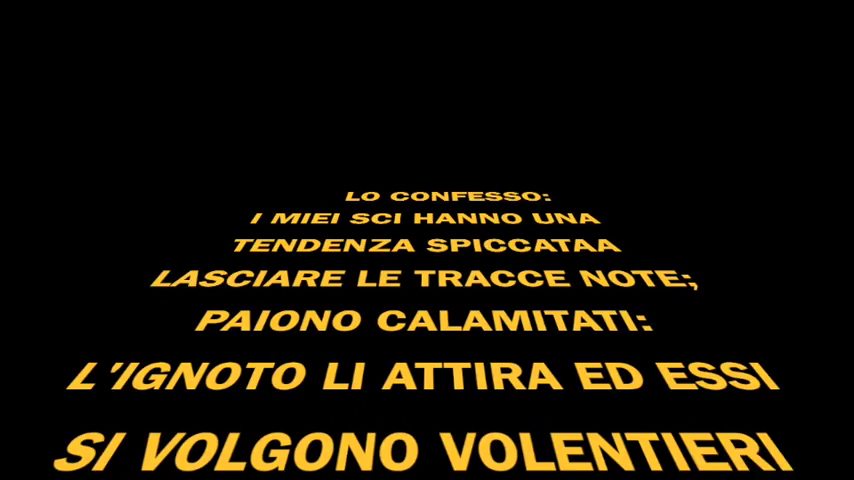 LO CONFESSO:
I MIEI SCI HANNO UNA
TENDENZA SPICCATAA
LASCIARE LE TRACCE NOTE;
PAIONO CALAMITATI:
L'IGNOTO LI ATTIRA ED ESSI
SI VOLGONO VOLENTIERI